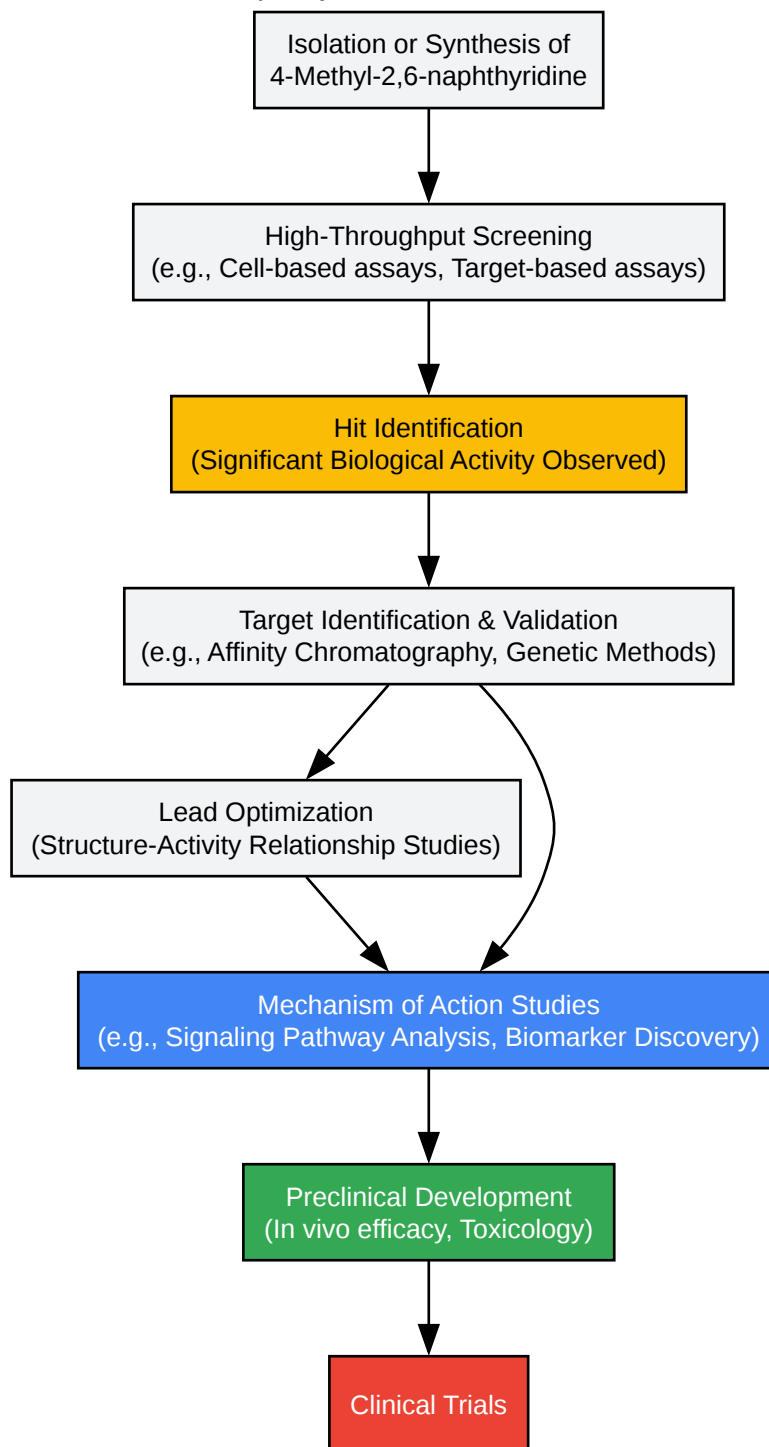 Isolation or Synthesis of
4-Methyl-2,6-naphthyridine
High-Throughput Screening
(e.g., Cell-based assays, Target-based assays)
Hit Identification
(Significant Biological Activity Observed)
Target Identification & Validation
(e.g., Affinity Chromatography, Genetic Methods)
Lead Optimization
(Structure-Activity Relationship Studies)
Mechanism of Action Studies
(e.g., Signaling Pathway Analysis, Biomarker Discovery)
Preclinical Development
(In vivo efficacy, Toxicology)
Clinical Trials